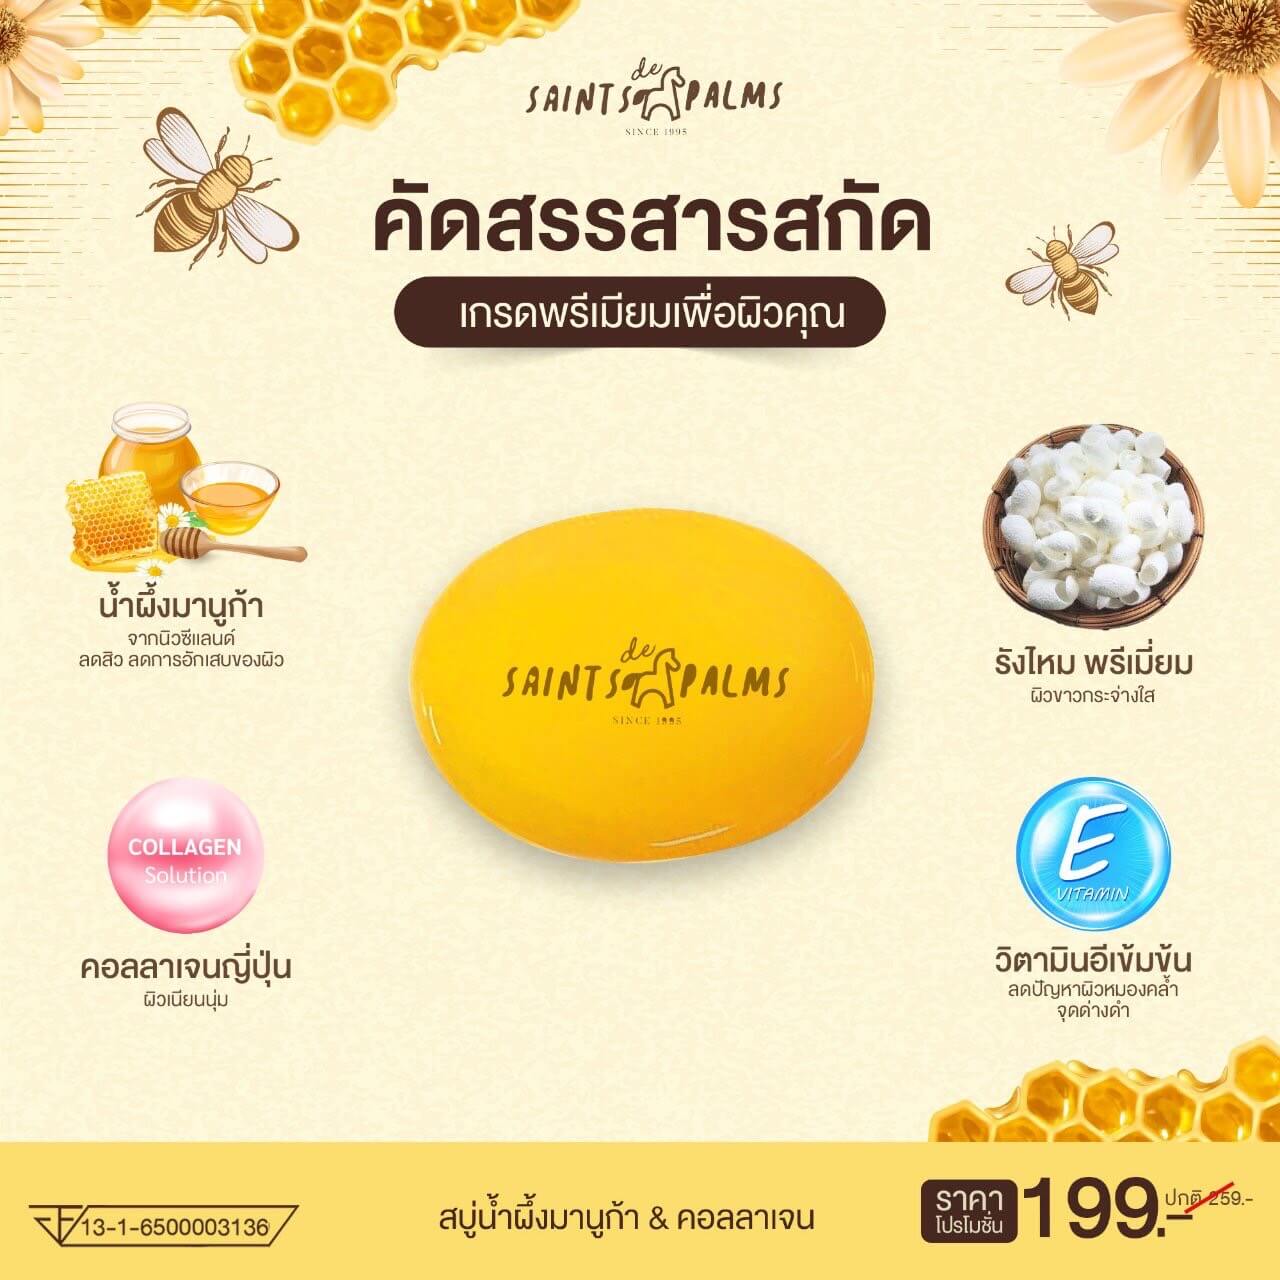 de
SAINTS PALMS
SINCE 1995
คัดสรรสารสกัด
เกรดพรีเมียมเพื่อผิวคุณ
น้ำผึ้งมานูก้า
จากนิวซีแลนด์
ลดสิว ลดการอักเสบของผิว
รังไหม พรีเมี่ยม
ผิวขาวกระจ่างใส
de
SAINTS PALMS
SINCE 1995
COLLAGEN
Solution
คอลลาเจนญี่ปุ่น
ผิวเนียนนุ่ม
E
VITAMIN
วิตามินอีเข้มข้น
ลดปัญหาผิวหมองคล้ำ
จุดด่างดำ
13-1-6500003136
สบู่น้ำผึ้งมานูก้า & คอลลาเจน
ราคา
โปรโมชั่น
199.-
ปกติ 259.-